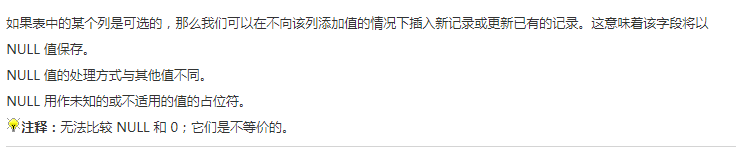 如果表中的某个列是可选的，那么我们可以在不向该列添加值的情况下插入新记录或更新已有的记录。这意味着该字段将以
NULL 值保存。
NULL 值的处理方式与其他值不同。
NULL 用作未知的或不适用的值的占位符。
注释：无法比较 NULL 和 0；它们是不等价的。